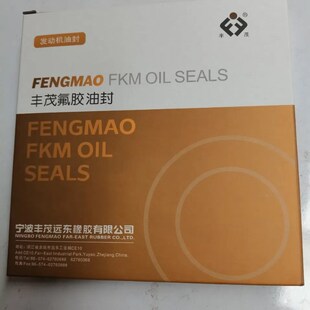 发动机油封
丰 茂
®
FENGMAO FKM OIL SEALS
丰茂氟胶油封
FENGMAO
FKM OIL
SEALS
宁波丰茂远东橡胶有限公司
NINGBO FENGMAO FAR-EAST RUBBER CO.,LTD.